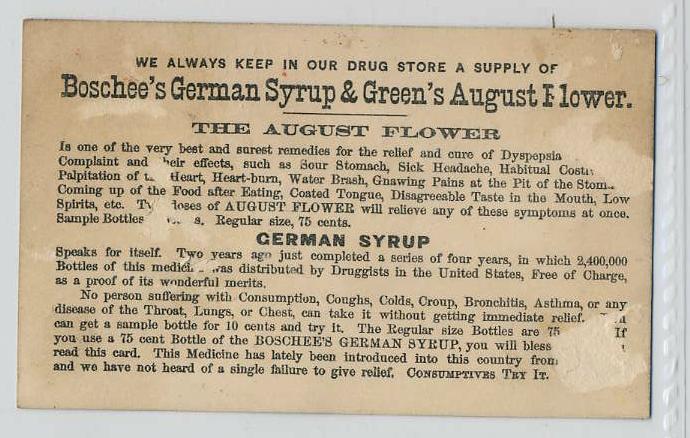 WE ALWAYS KEEP IN OUR DRUG STORE A SUPPLY OF
Boschee's German Syrup & Green's August Flower.
THE AUGUST FLOWER
Is one of the very best and surest remedies for the relief and cure of Dyspepsia
Complaint and their effects, such as Sour Stomach, Sick Headache, Habitual
Palpitation of Heart, Heart-burn, Water Brash, Gnawing Pains at the Pit of the
Coming up of the Food after Eating, Coated Tongue, Disagreeable Taste in the Mouth, Low
Spirits, etc. doses of AUGUST FLOWER will relieve any of these symptoms at once.
Sample Bottles Regular size, 75 cents.
GERMAN SYRUP
Speaks for itself. Two years ago just completed a series of four years, in which 2,400,000
Bottles of this was distributed by Druggists in the United States, Free of Charge,
as a proof of its wonderful merits.
No person suffering with Consumption, Coughs, Colds, Croup, Bronchitis, Asthma, or any
disease of the Throat, Lungs, or Chest, can take it without getting immediate relief.
can get a sample bottle for 10 cents and try it. The Regular size Bottles are 75 If
you use a 75 cent Bottle of the BOSCHEE'S GERMAN SYRUP, you will bless
read this card. This Medicine has lately been introduced into this country from
and we have not heard of a single failure to give relief. CONSUMPTIVES TRY IT.